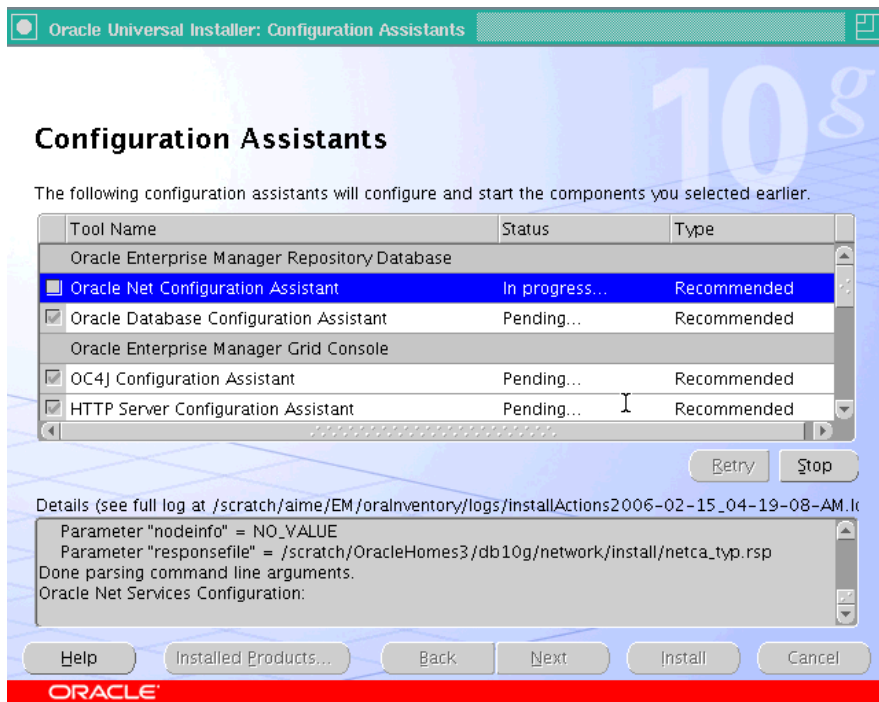 Oracle Universal Installer: Configuration Assistants
10g
Configuration Assistants
The following configuration assistants will configure and start the components you selected earlier.
Tool Name Status Type
Oracle Enterprise Manager Repository Database
Oracle Net Configuration Assistant In progress... Recommended
Oracle Database Configuration Assistant Pending... Recommended
Oracle Enterprise Manager Grid Console
OC4J Configuration Assistant Pending... Recommended
HTTP Server Configuration Assistant Pending... Recommended
Retry Stop
Details (see full log at /scratch/aime/EM/oraInventory/logs/installActions2006-02-15_04-19-08-AM.lo
Parameter "nodeinfo" = NO_VALUE
Parameter "responsefile" = /scratch/OracleHomes3/db10g/network/install/netca_typ.rsp
Done parsing command line arguments.
Oracle Net Services Configuration:
Help Installed Products... Back Next Install Cancel
ORACLE